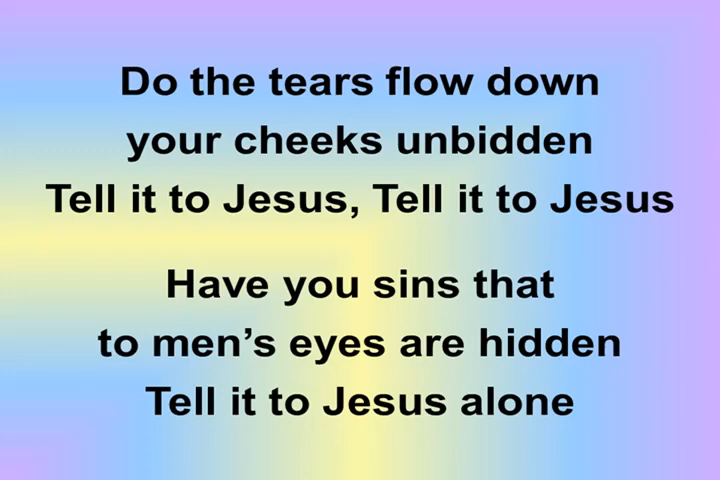 Do the tears flow down
your cheeks unbidden
Tell it to Jesus, Tell it to Jesus
Have you sins that
to men’s eyes are hidden
Tell it to Jesus alone